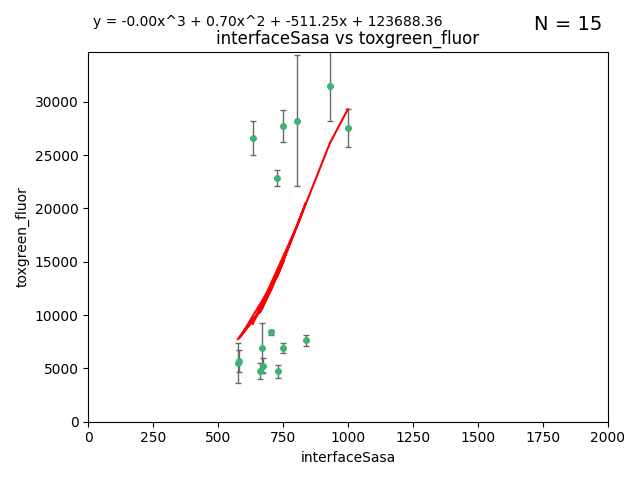 y = -0.00x^3 + 0.70x^2 + -511.25x + 123688.36
N = 15
interfaceSasa vs toxgreen_fluor
toxgreen_fluor
30000
25000
20000
15000
10000
5000
0
0 250 500 750 1000 1250 1500 1750 2000
interfaceSasa